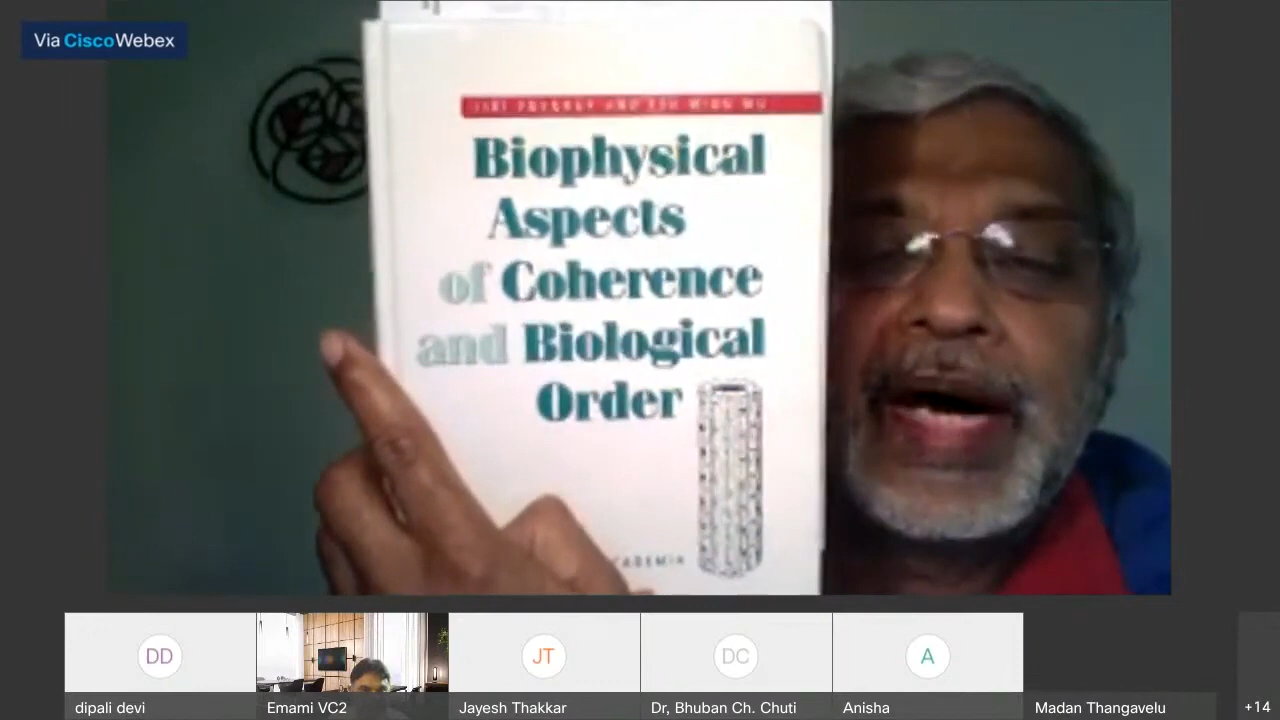 Via CiscoWebex
Biophysical
Aspects
of Coherence
and Biological
Order
DD
JT
DC
A
dipali devi
Emami VC2
Jayesh Thakkar
Dr, Bhuban Ch. Chuti
Anisha
Madan Thangavelu
+14